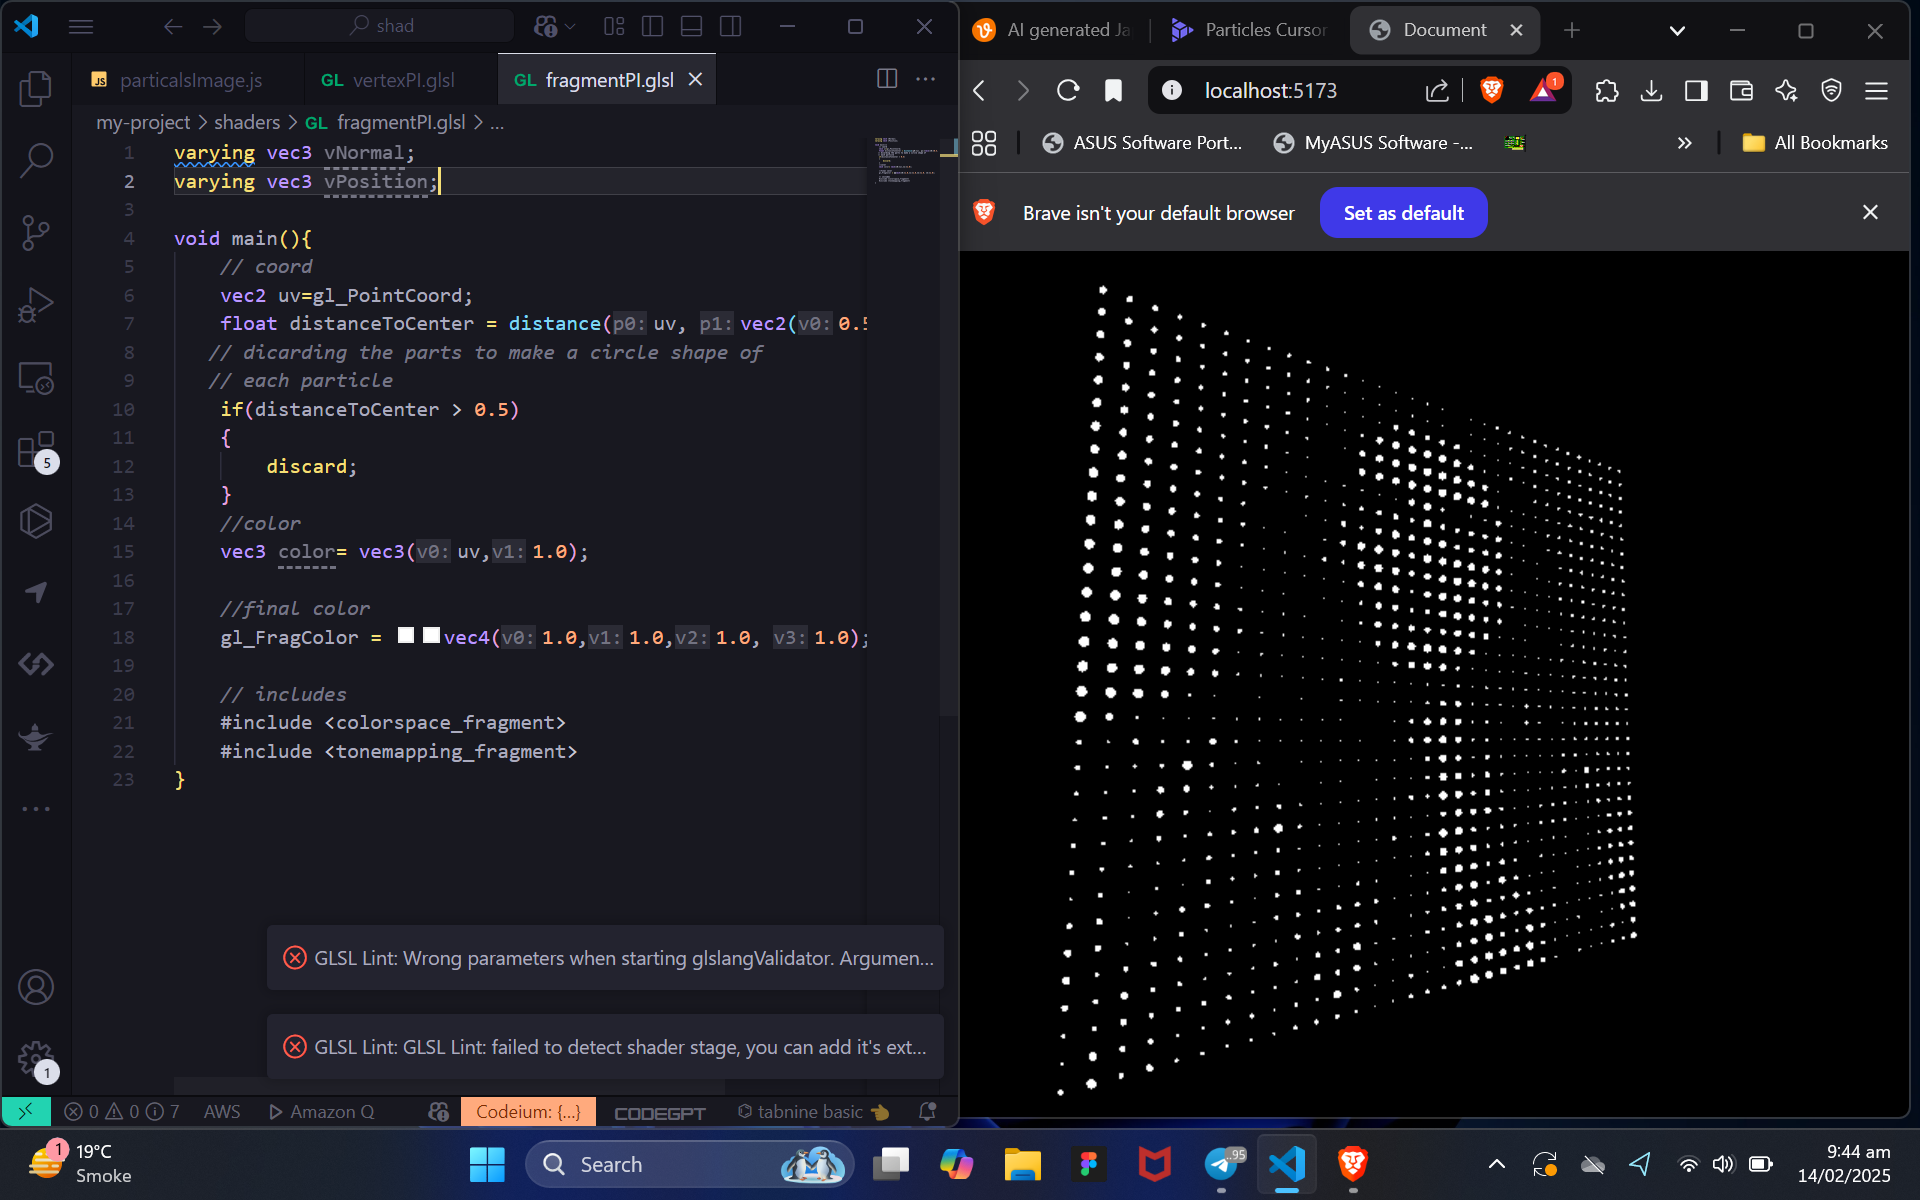 shad
JS particalsImage.js
GL vertexPI.glsl
GL fragmentPI.glsl
my-project > shaders > GL fragmentPI.glsl > ...
1 varying vec3 vNormal;
2 varying vec3 vPosition;
3
4 void main(){
5 // coord
6 vec2 uv=gl_PointCoord;
7 float distanceToCenter = distance(p0: uv, p1: vec2(v0: 0.5
8 // dicarding the parts to make a circle shape of
9 // each particle
10 if(distanceToCenter > 0.5)
11 {
12 discard;
13 }
14 //color
15 vec3 color= vec3(v0: uv,v1: 1.0);
16
17 //final color
18 gl_FragColor = vec4(v0: 1.0,v1: 1.0,v2: 1.0, v3: 1.0);
19
20 // includes
21 #include <colorspace_fragment>
22 #include <tonemapping_fragment>
23 }
5
1
GLSL Lint: Wrong parameters when starting glslangValidator. Argumen...
GLSL Lint: GLSL Lint: failed to detect shader stage, you can add it's ext...
0 0 7 AWS Amazon Q Codeium: {...} CODEGPT tabnine basic
AI generated Ja
Particles Cursor
Document
localhost:5173
1
ASUS Software Port...
MyASUS Software -...
All Bookmarks
Brave isn't your default browser
Set as default
1
19°C
Smoke
Search
95
9:44 am
14/02/2025